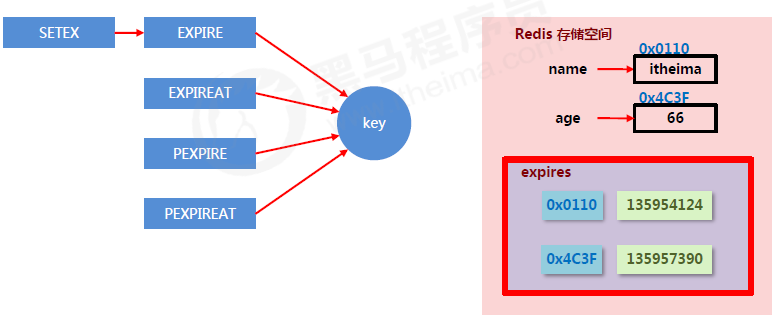 SETEX
EXPIRE
EXPIREAT
PEXPIRE
PEXPIREAT
key
黑马程序员
www.itheima.com
Redis 存储空间
0x0110
name
itheima
0x4C3F
age
66
expires
0x0110
135954124
0x4C3F
135957390